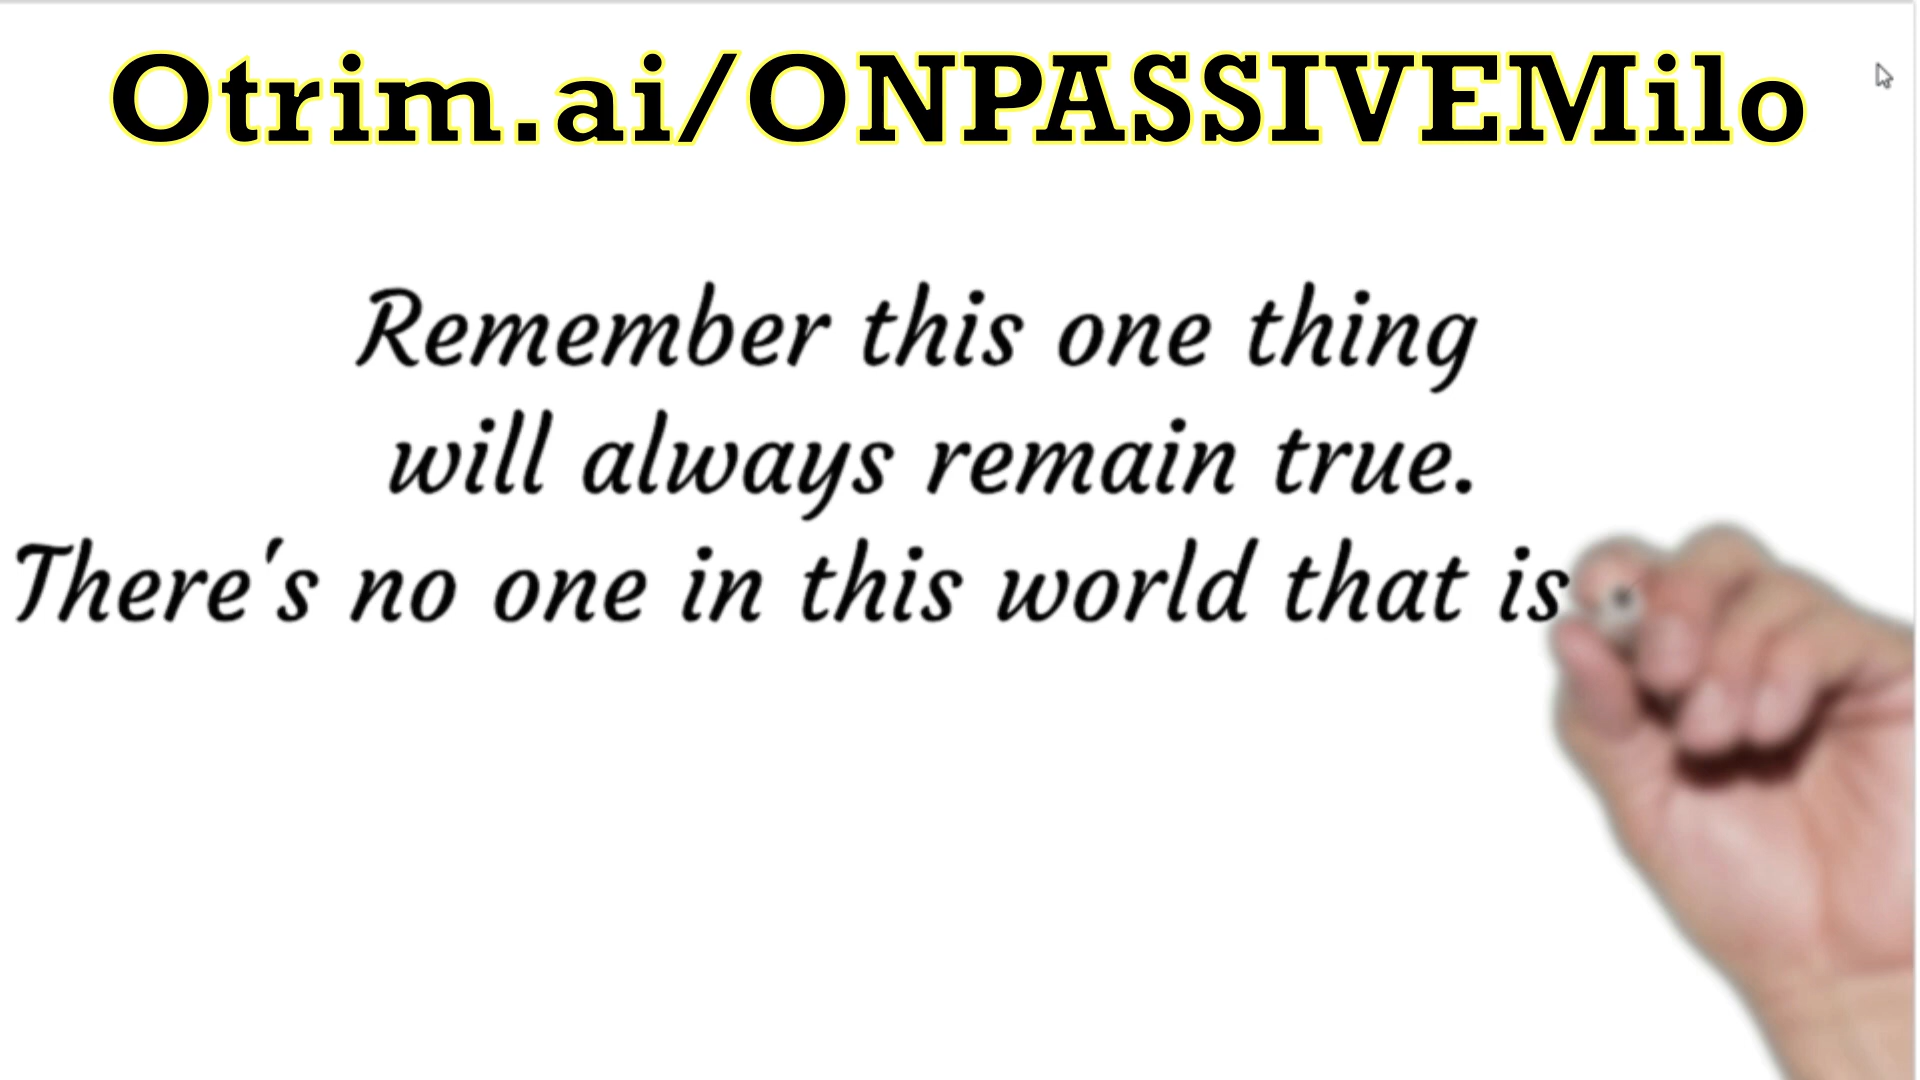 Otrim.ai/ONPASSIVEMilo
Remember this one thing
will always remain true.
There's no one in this world that is